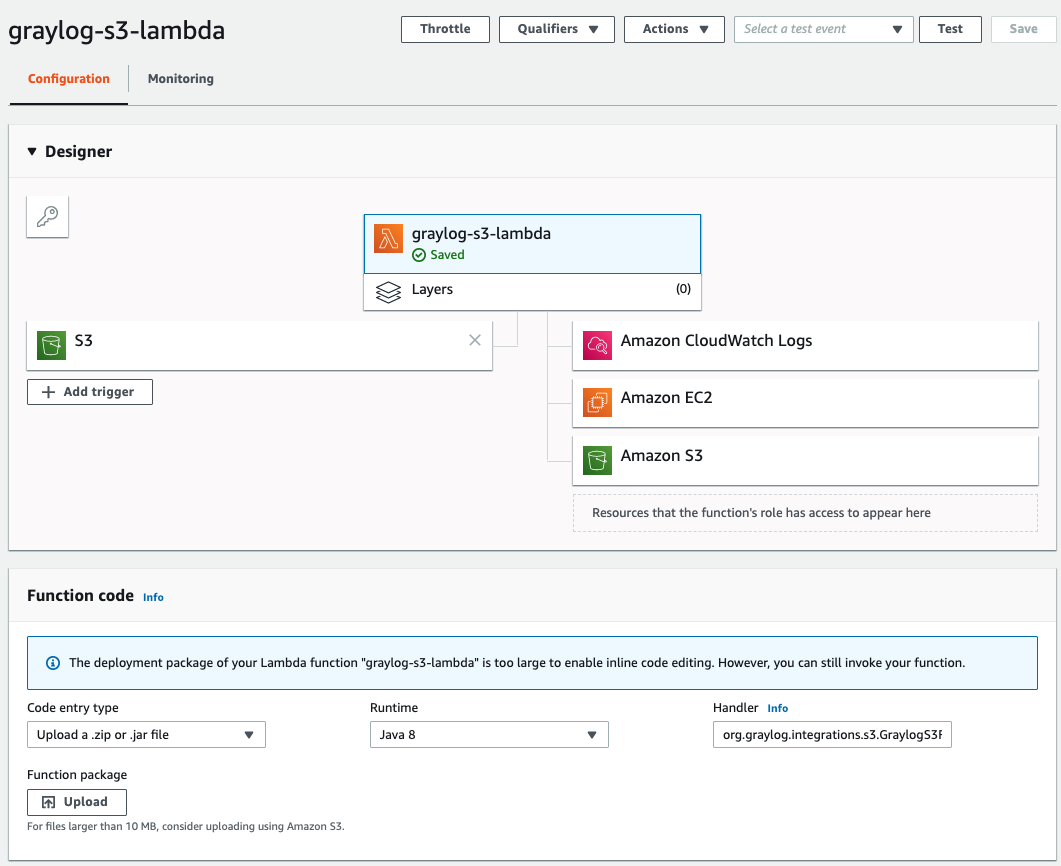 graylog-s3-lambda
Throttle
Qualifiers
Actions
Select a test event
Test
Save
Configuration
Monitoring
Designer
graylog-s3-lambda
Saved
Layers
(0)
S3
Add trigger
Amazon CloudWatch Logs
Amazon EC2
Amazon S3
Resources that the function's role has access to appear here
Function code Info
The deployment package of your Lambda function "graylog-s3-lambda" is too large to enable inline code editing. However, you can still invoke your function.
Code entry type
Upload a .zip or .jar file
Runtime
Java 8
Handler Info
org.graylog.integrations.s3.GraylogS3F
Function package
Upload
For files larger than 10 MB, consider uploading using Amazon S3.